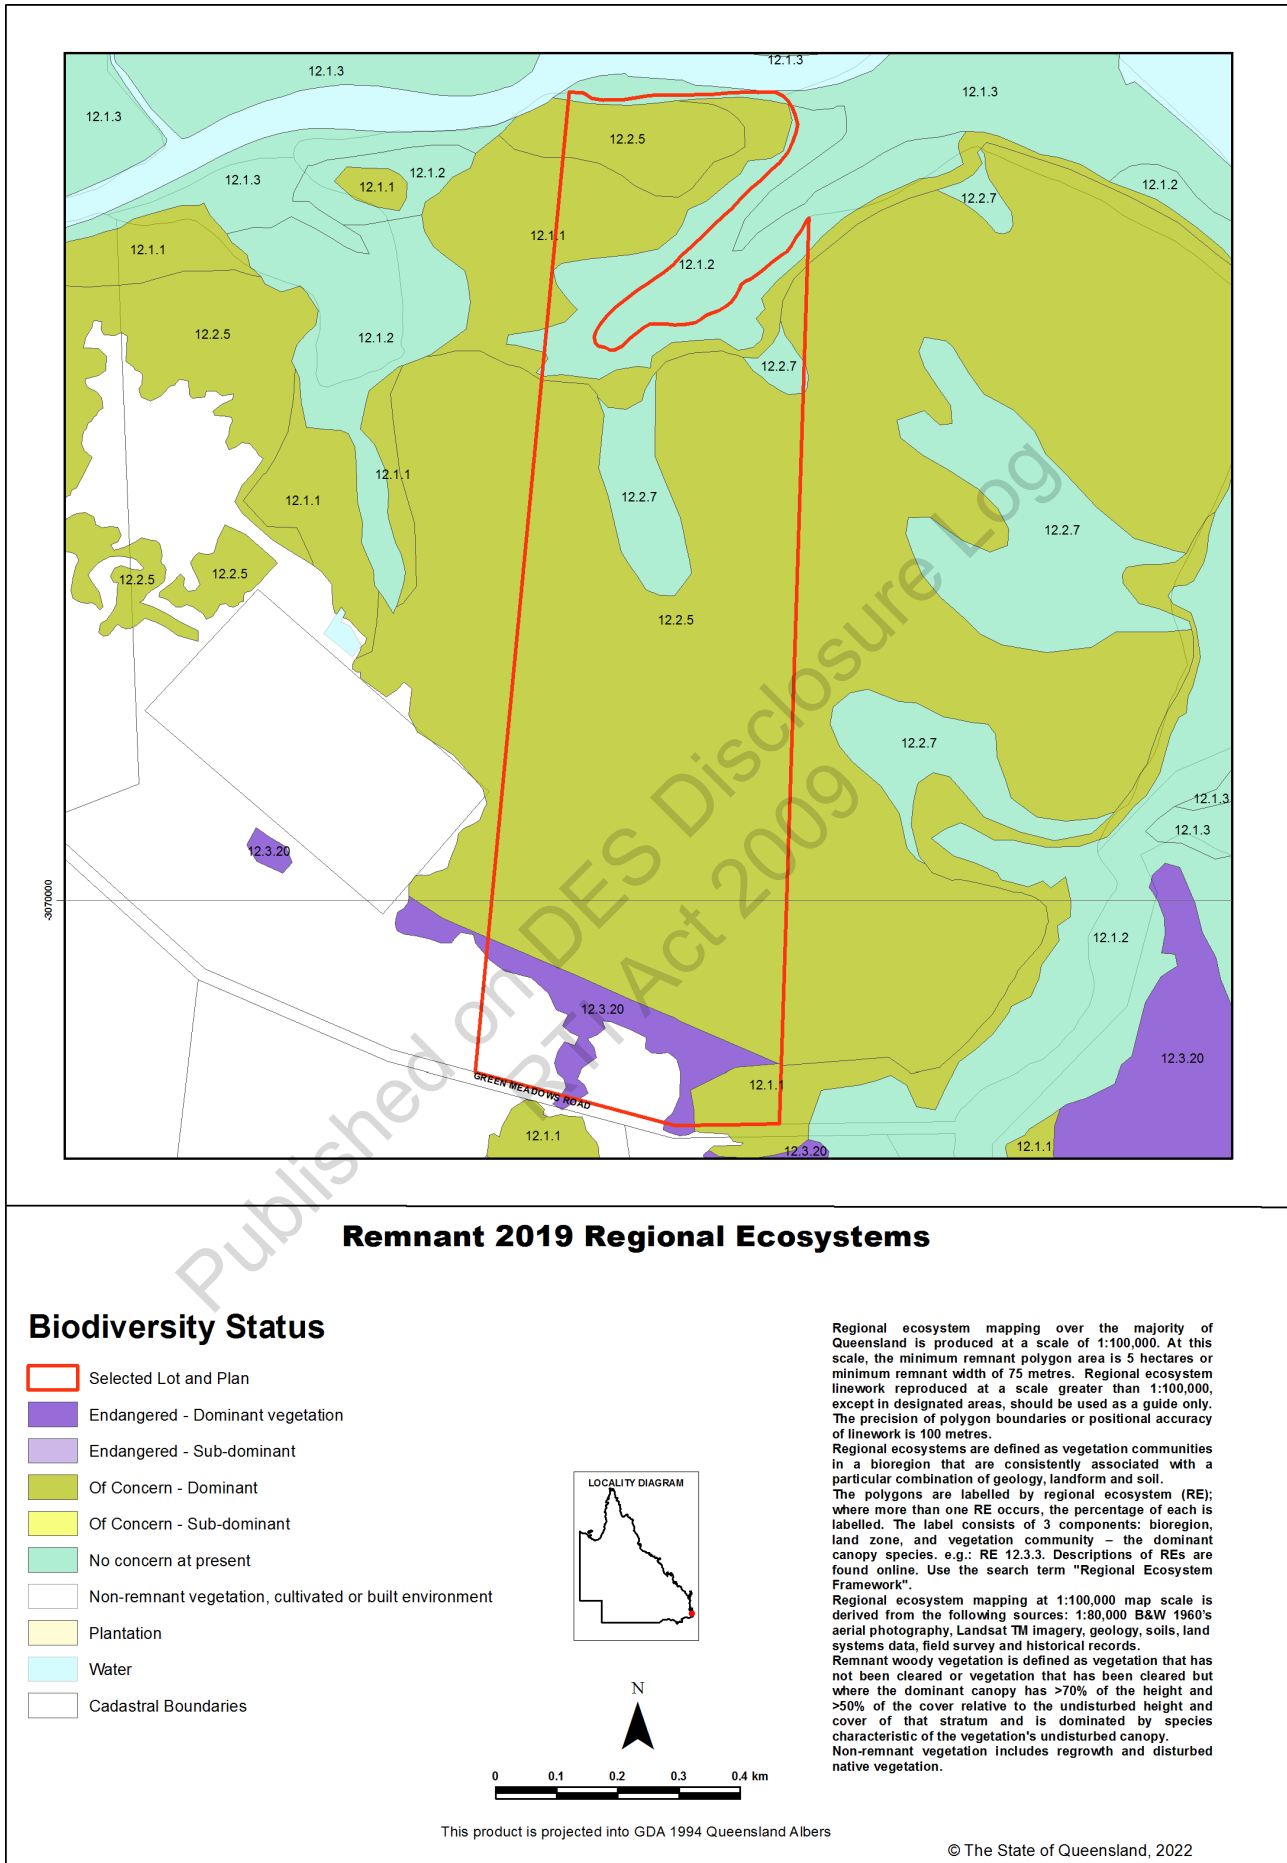 12.1.3
12.1.3
12.1.3
12.1.3
12.2.5
12.1.2
12.1.3
12.1.1
12.1.2
12.2.7
12.1.1
12.1.1
12.1.2
12.2.5
12.1.2
12.2.7
12.1.1
12.1.1
12.2.7
12.2.7
12.2.5
12.2.5
12.2.5
12.2.7
12.1.3
12.1.3
12.3.20
-3070000
12.1.2
12.3.20
12.3.20
GREEN MEADOWS ROAD
12.1.1
12.1.1
12.3.20
12.1.1
Published on DES Disclosure Log
RTI Act 2009
Remnant 2019 Regional Ecosystems
Biodiversity Status
Selected Lot and Plan
Endangered - Dominant vegetation
Endangered - Sub-dominant
Of Concern - Dominant
Of Concern - Sub-dominant
No concern at present
Non-remnant vegetation, cultivated or built environment
Plantation
Water
Cadastral Boundaries
LOCALITY DIAGRAM
N
0 0.1 0.2 0.3 0.4 km
This product is projected into GDA 1994 Queensland Albers
Regional ecosystem mapping over the majority of
Queensland is produced at a scale of 1:100,000. At this
scale, the minimum remnant polygon area is 5 hectares or
minimum remnant width of 75 metres. Regional ecosystem
linework reproduced at a scale greater than 1:100,000,
except in designated areas, should be used as a guide only.
The precision of polygon boundaries or positional accuracy
of linework is 100 metres.
Regional ecosystems are defined as vegetation communities
in a bioregion that are consistently associated with a
particular combination of geology, landform and soil.
The polygons are labelled by regional ecosystem (RE);
where more than one RE occurs, the percentage of each is
labelled. The label consists of 3 components: bioregion,
land zone, and vegetation community – the dominant
canopy species. e.g.: RE 12.3.3. Descriptions of REs are
found online. Use the search term "Regional Ecosystem
Framework".
Regional ecosystem mapping at 1:100,000 map scale is
derived from the following sources: 1:80,000 B&W 1960's
aerial photography, Landsat TM imagery, geology, soils, land
systems data, field survey and historical records.
Remnant woody vegetation is defined as vegetation that has
not been cleared or vegetation that has been cleared but
where the dominant canopy has >70% of the height and
>50% of the cover relative to the undisturbed height and
cover of that stratum and is dominated by species
characteristic of the vegetation's undisturbed canopy.
Non-remnant vegetation includes regrowth and disturbed
native vegetation.
© The State of Queensland, 2022